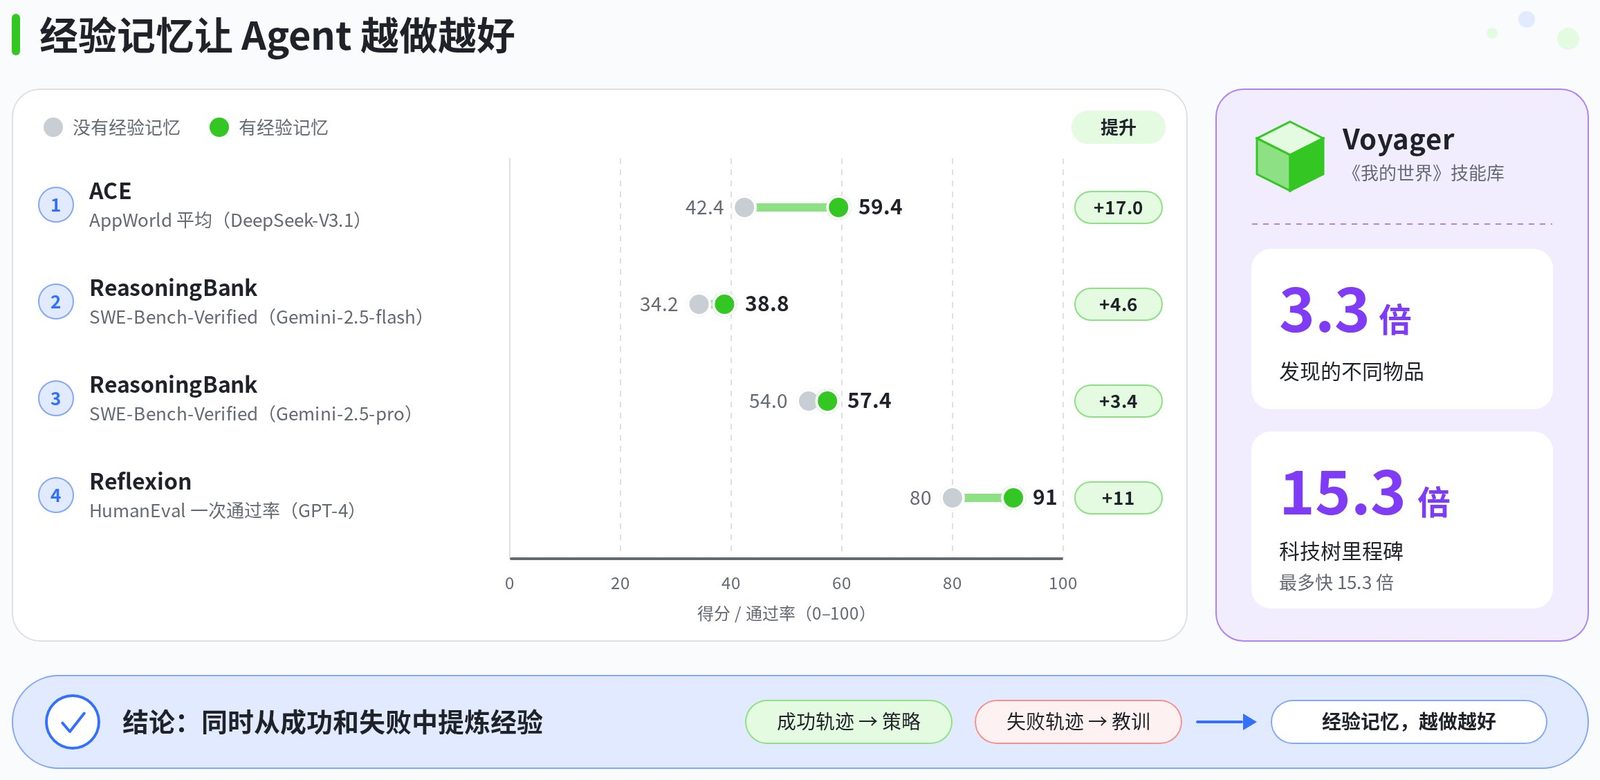 经验记忆让 Agent 越做越好
没有经验记忆
有经验记忆
提升
1
ACE
AppWorld 平均（DeepSeek-V3.1）
42.4
59.4
+17.0
2
ReasoningBank
SWE-Bench-Verified（Gemini-2.5-flash）
34.2
38.8
+4.6
3
ReasoningBank
SWE-Bench-Verified（Gemini-2.5-pro）
54.0
57.4
+3.4
4
Reflexion
HumanEval 一次通过率（GPT-4）
80
91
+11
0
20
40
60
80
100
得分 / 通过率（0–100）
Voyager
《我的世界》技能库
3.3 倍
发现的不同物品
15.3 倍
科技树里程碑
最多快 15.3 倍
结论：同时从成功和失败中提炼经验
成功轨迹 → 策略
失败轨迹 → 教训
经验记忆，越做越好